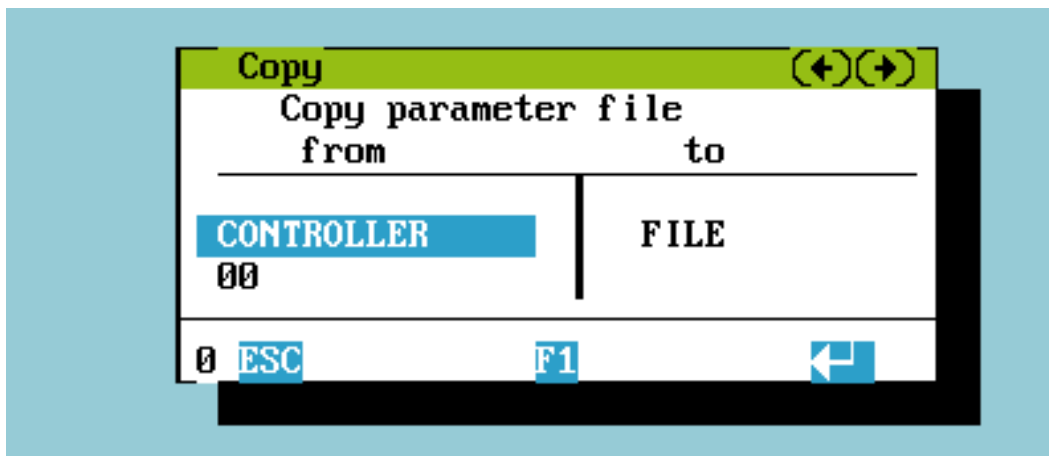 Copy (←)(→)
Copy parameter file
from to
CONTROLLER FILE
00
0 ESC F1 ↵